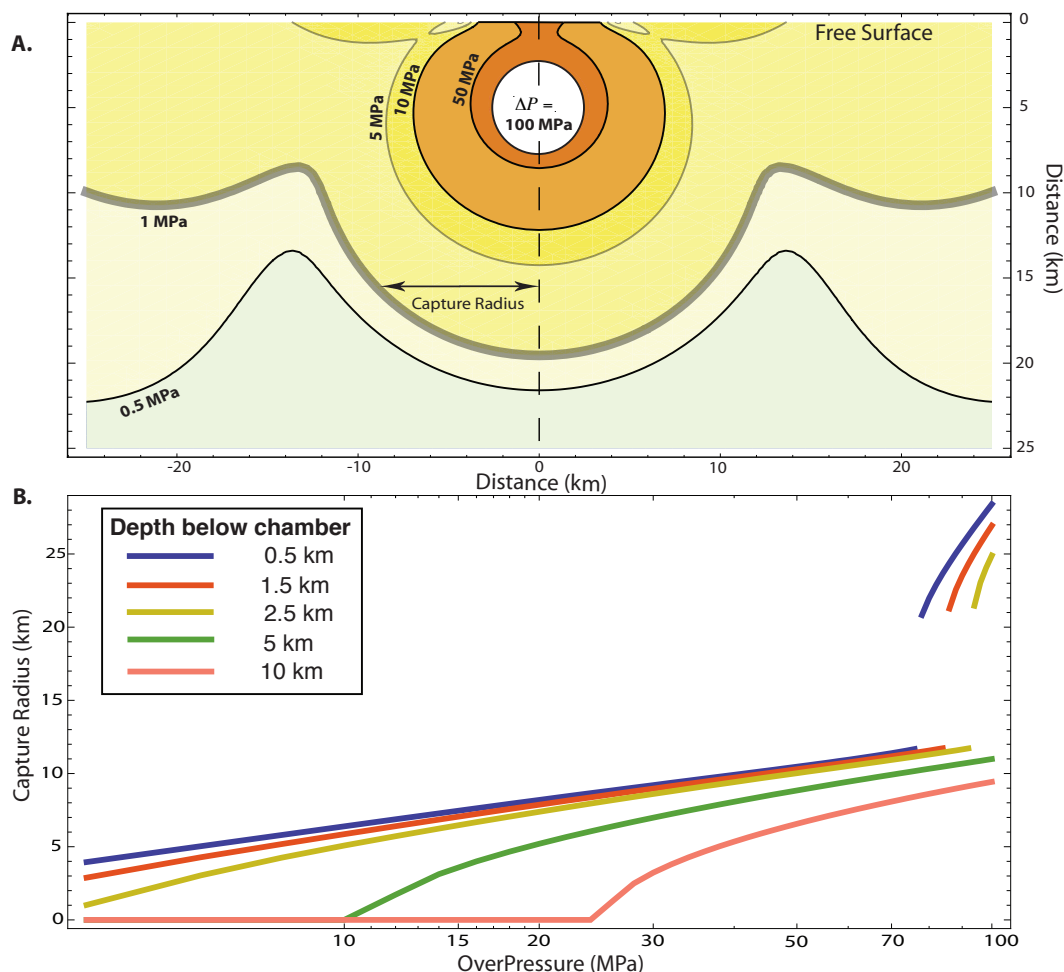 A.
Free Surface
50 MPa
10 MPa
5 MPa
ΔP =
100 MPa
1 MPa
Capture Radius
0.5 MPa
0
5
10
15
20
25
Distance (km)
-20
-10
0
10
20
Distance (km)
B.
Depth below chamber
0.5 km
1.5 km
2.5 km
5 km
10 km
25
20
15
10
5
0
Capture Radius (km)
10
15
20
30
50
70
100
OverPressure (MPa)